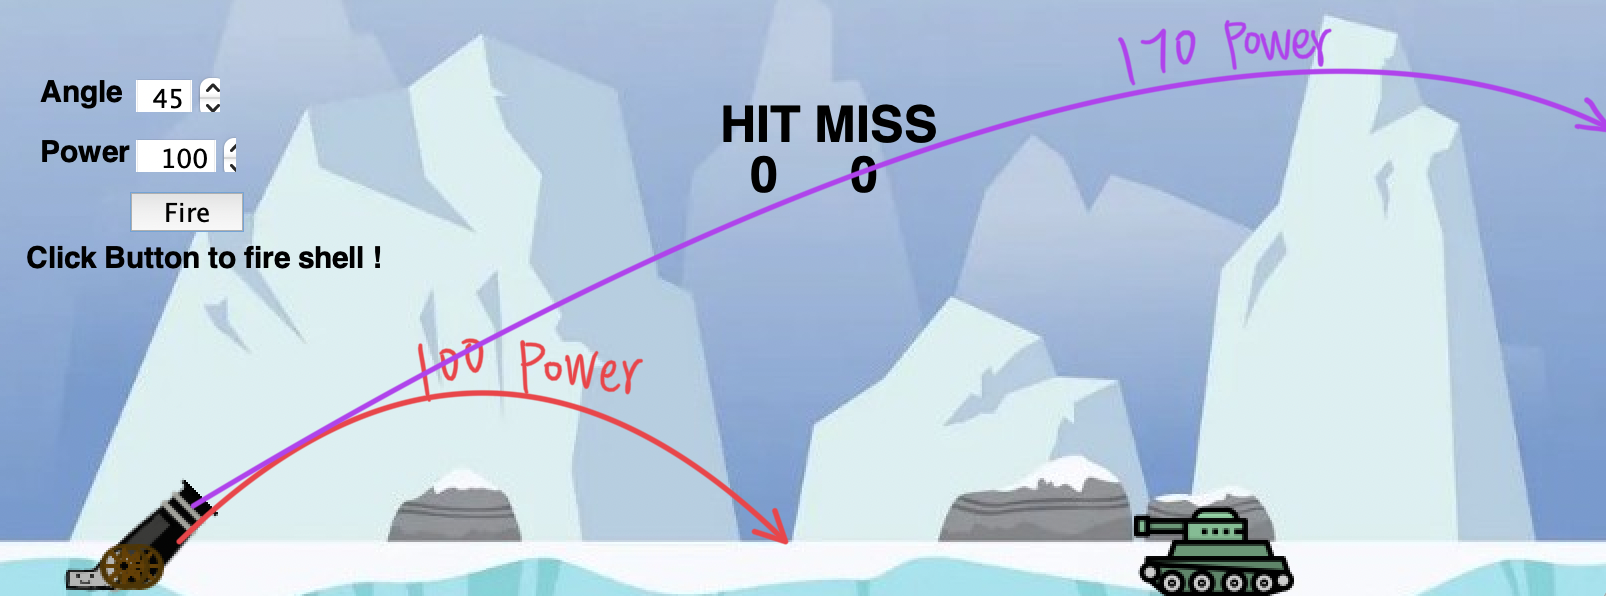 170 Power
Angle 45
HIT MISS
0 0
Power 100
Fire
Click Button to fire shell !
100 Power